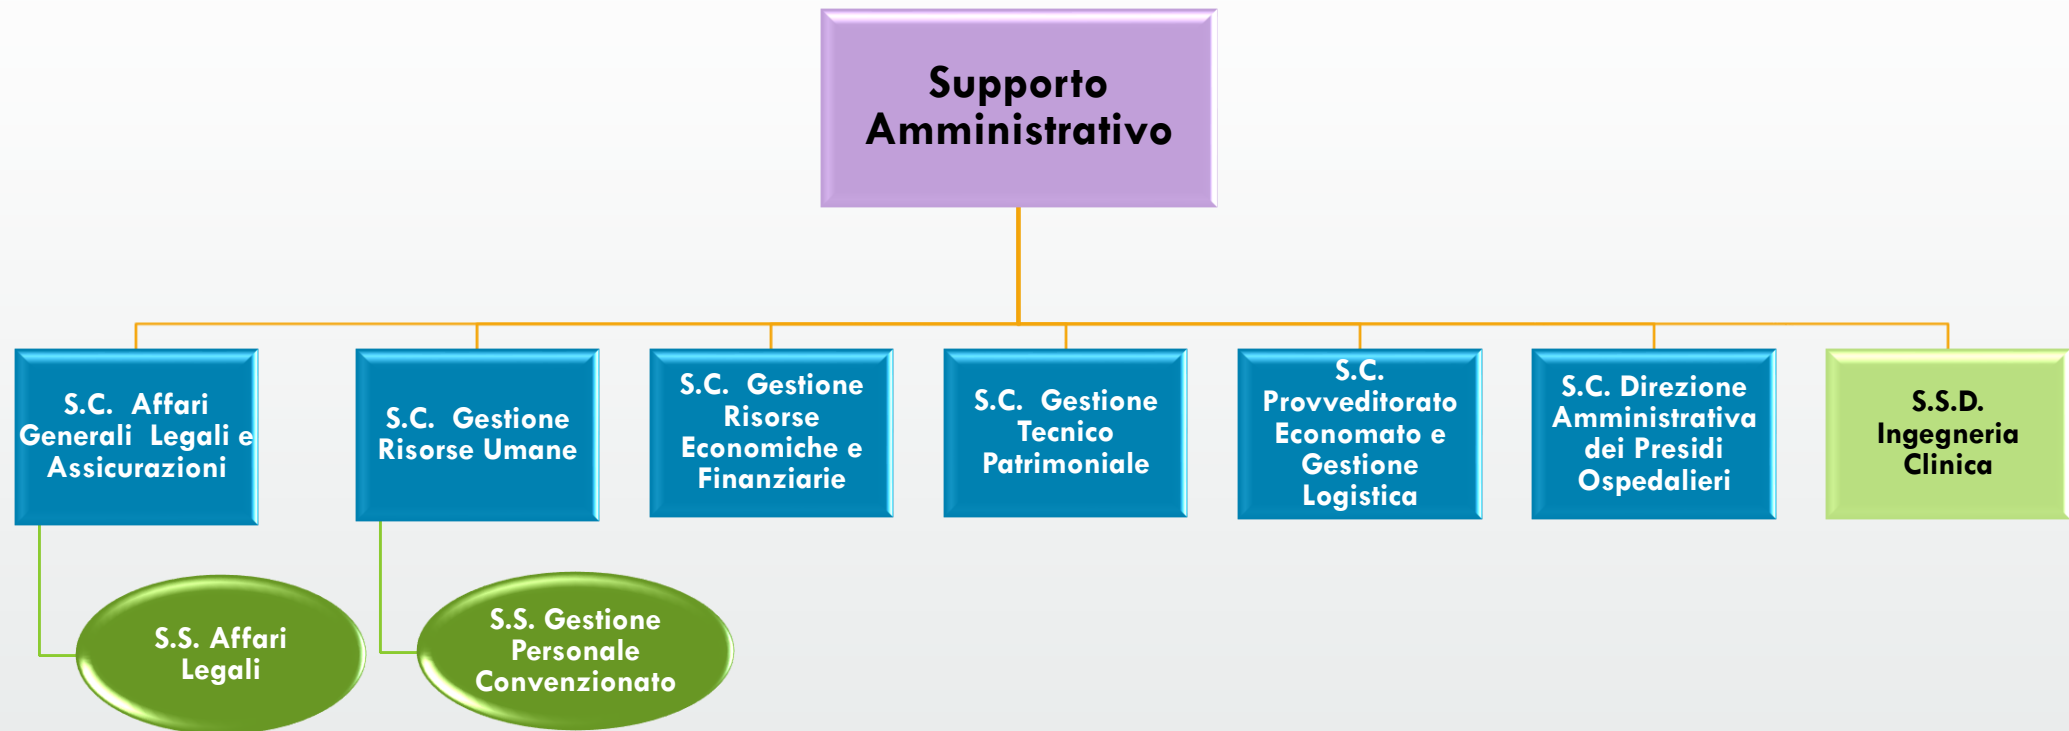 Supporto
Amministrativo
S.C. Affari
Generali Legali e
Assicurazioni
S.C. Gestione
Risorse Umane
S.C. Gestione
Risorse
Economiche e
Finanziarie
S.C. Gestione
Tecnico
Patrimoniale
S.C.
Provveditorato
Economato e
Gestione
Logistica
S.C. Direzione
Amministrativa
dei Presidi
Ospedalieri
S.S.D.
Ingegneria
Clinica
S.S. Affari
Legali
S.S. Gestione
Personale
Convenzionato